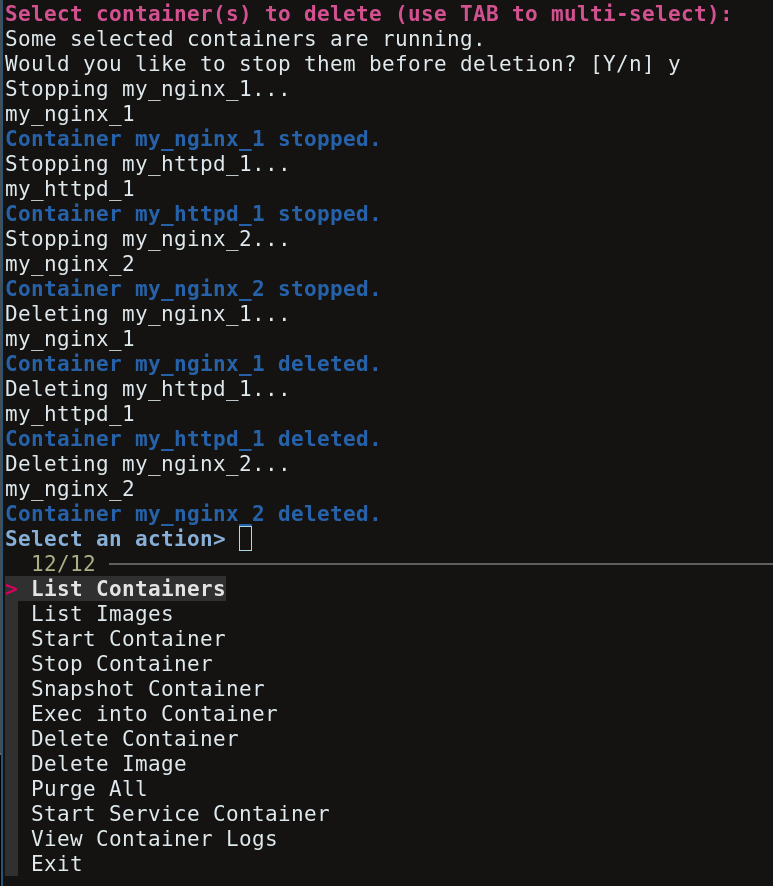 Select container(s) to delete (use TAB to multi-select):
Some selected containers are running.
Would you like to stop them before deletion? [Y/n] y
Stopping my_nginx_1...
my_nginx_1
Container my_nginx_1 stopped.
Stopping my_httpd_1...
my_httpd_1
Container my_httpd_1 stopped.
Stopping my_nginx_2...
my_nginx_2
Container my_nginx_2 stopped.
Deleting my_nginx_1...
my_nginx_1
Container my_nginx_1 deleted.
Deleting my_httpd_1...
my_httpd_1
Container my_httpd_1 deleted.
Deleting my_nginx_2...
my_nginx_2
Container my_nginx_2 deleted.
Select an action>
12/12
> List Containers
List Images
Start Container
Stop Container
Snapshot Container
Exec into Container
Delete Container
Delete Image
Purge All
Start Service Container
View Container Logs
Exit